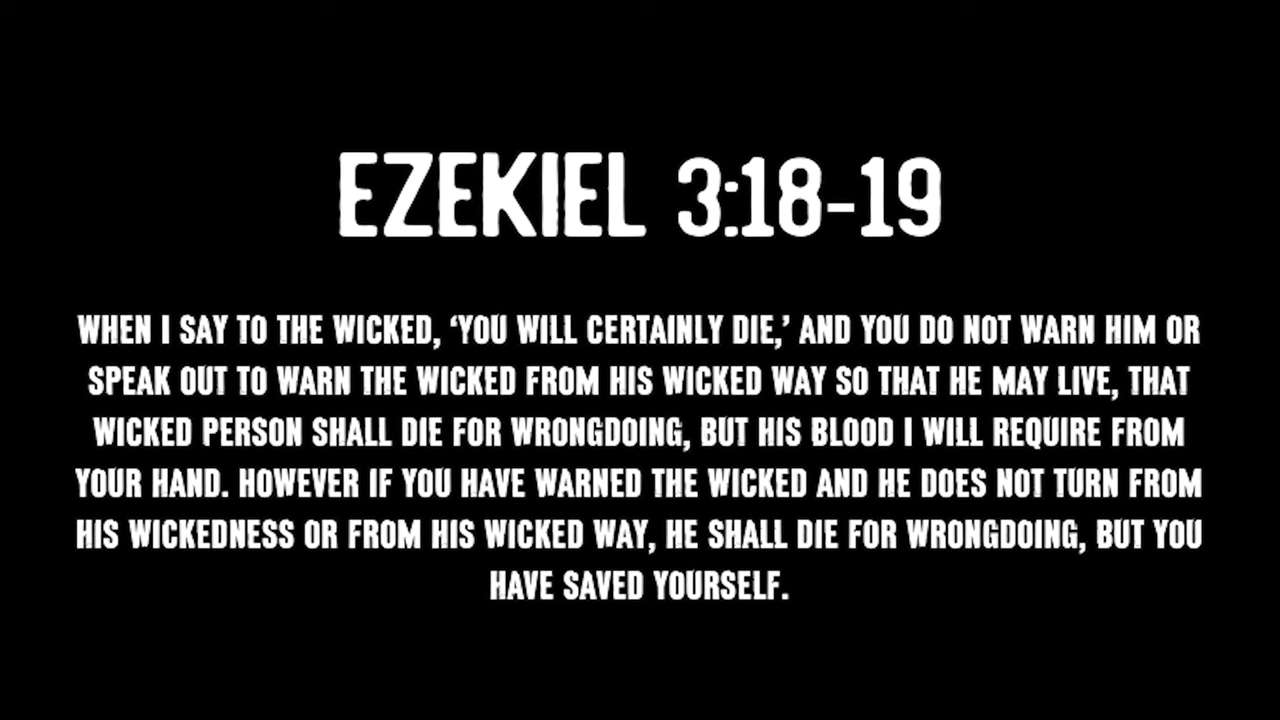 EZEKIEL 3:18-19
WHEN I SAY TO THE WICKED, ‘YOU WILL CERTAINLY DIE,’ AND YOU DO NOT WARN HIM OR
SPEAK OUT TO WARN THE WICKED FROM HIS WICKED WAY SO THAT HE MAY LIVE, THAT
WICKED PERSON SHALL DIE FOR WRONGDOING, BUT HIS BLOOD I WILL REQUIRE FROM
YOUR HAND. HOWEVER IF YOU HAVE WARNED THE WICKED AND HE DOES NOT TURN FROM
HIS WICKEDNESS OR FROM HIS WICKED WAY, HE SHALL DIE FOR WRONGDOING, BUT YOU
HAVE SAVED YOURSELF.